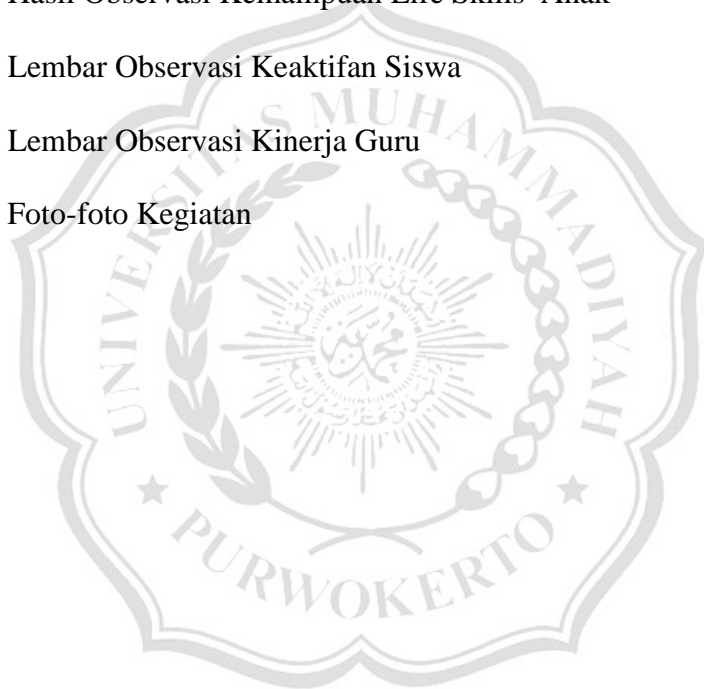 Hasil Observasi Kemampuan Life Skills Anak
Lembar Observasi Keaktifan Siswa
Lembar Observasi Kinerja Guru
Foto-foto Kegiatan
UNIVERSITAS MUHAMMADIYAH
PURWOKERTO
محمد